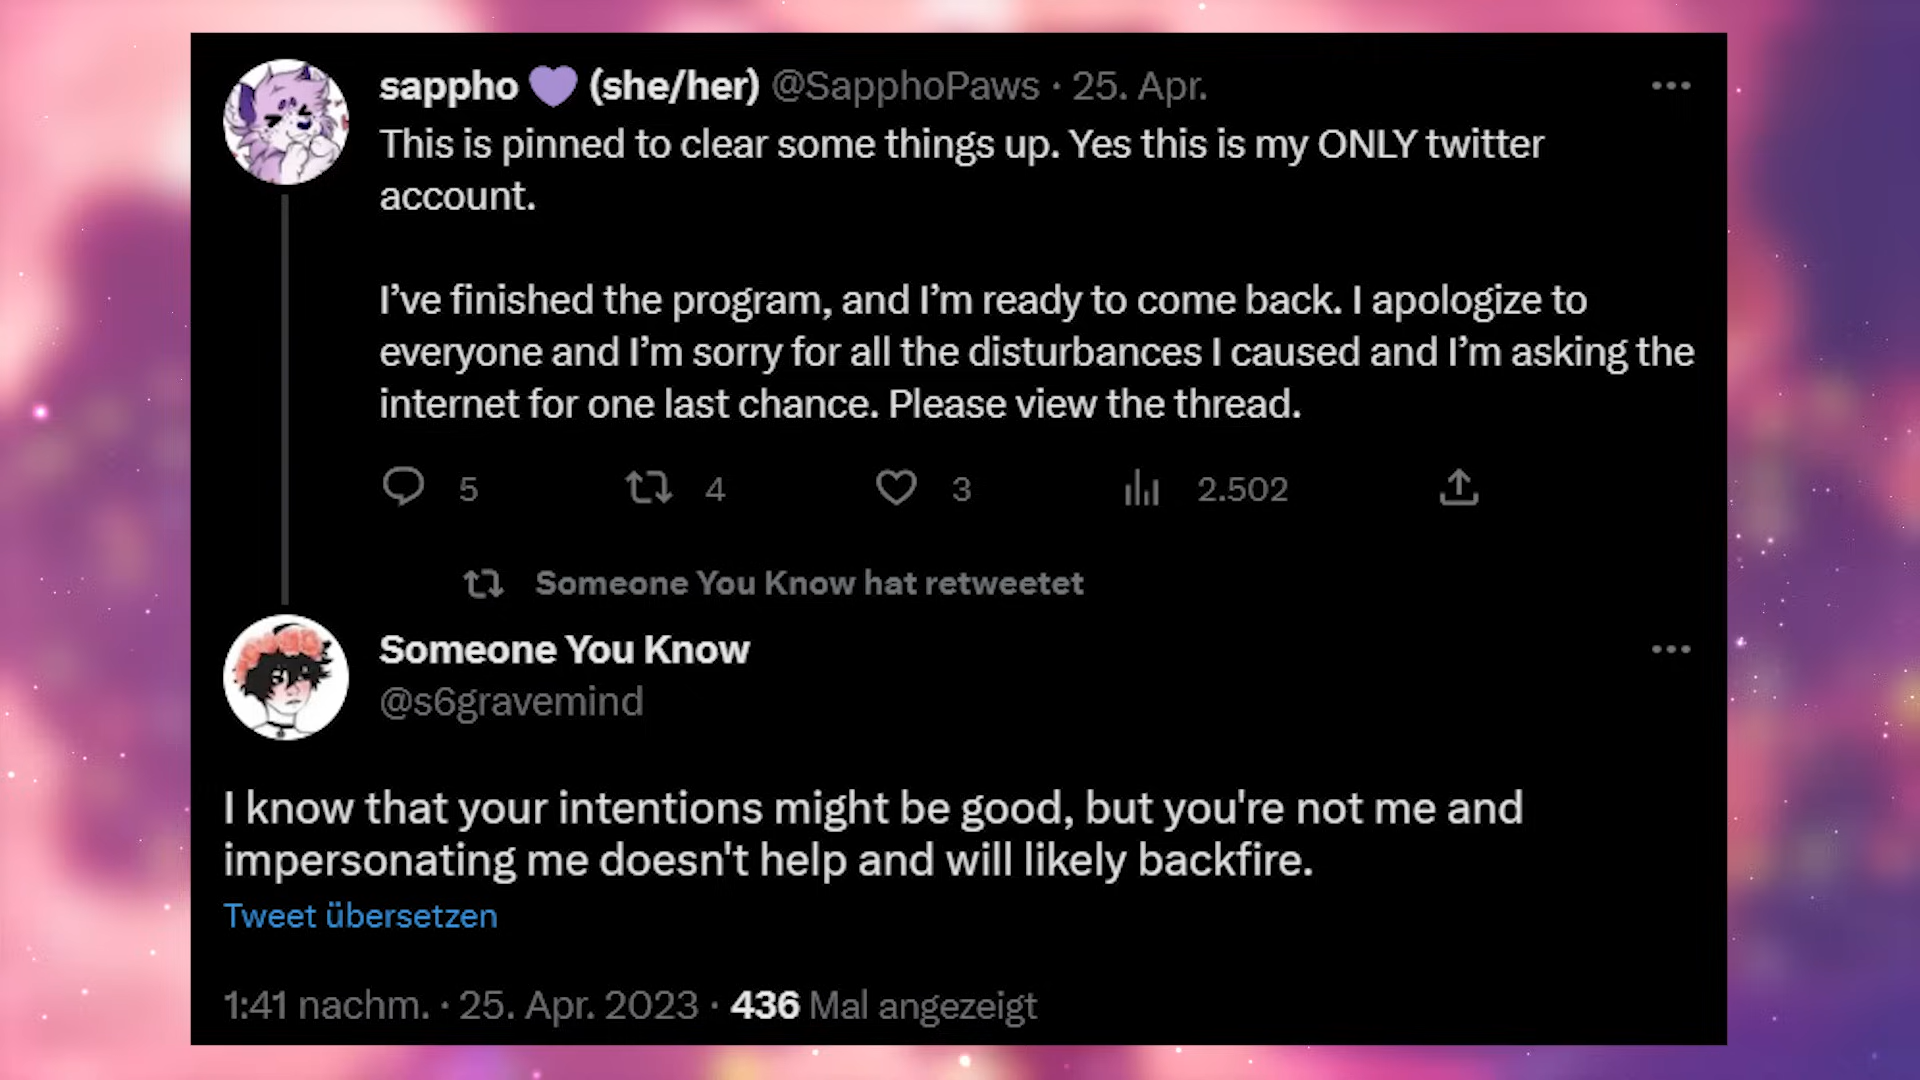 sappho 💜 (she/her) @SapphoPaws · 25. Apr.
This is pinned to clear some things up. Yes this is my ONLY twitter
account.
I've finished the program, and I'm ready to come back. I apologize to
everyone and I'm sorry for all the disturbances I caused and I'm asking the
internet for one last chance. Please view the thread.
5 4 3 2.502
Someone You Know hat retweetet
Someone You Know
@s6gravemind
I know that your intentions might be good, but you're not me and
impersonating me doesn't help and will likely backfire.
Tweet übersetzen
1:41 nachm. · 25. Apr. 2023 · 436 Mal angezeigt